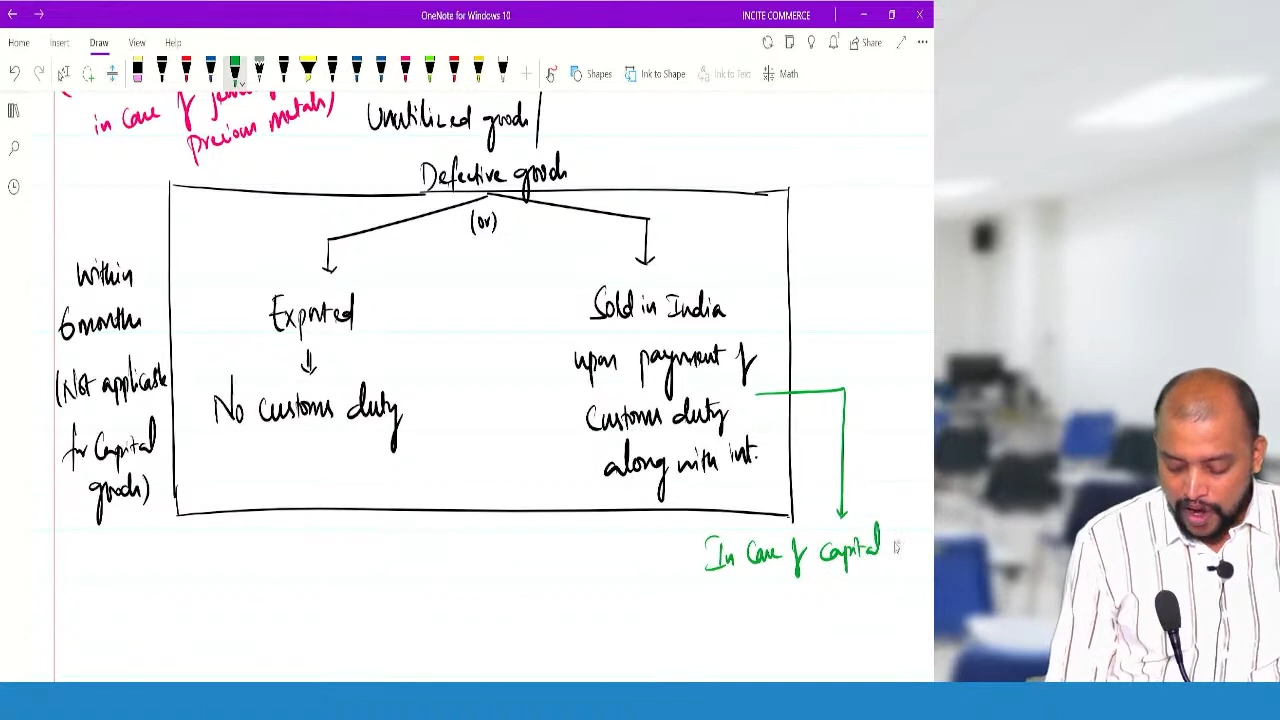 OneNote for Windows 10
INCITE COMMERCE
Home Insert Draw View Help
Share
Shapes Ink to Shape Ink to Text Math
in case of
precious metals)
Unutilized goods/
Defective goods
(or)
within
6 months
(Not applicable
for Capital
goods)
Exported
No Customs duty
Sold in India
upon payment of
Customs duty
along with int.
In case of capital